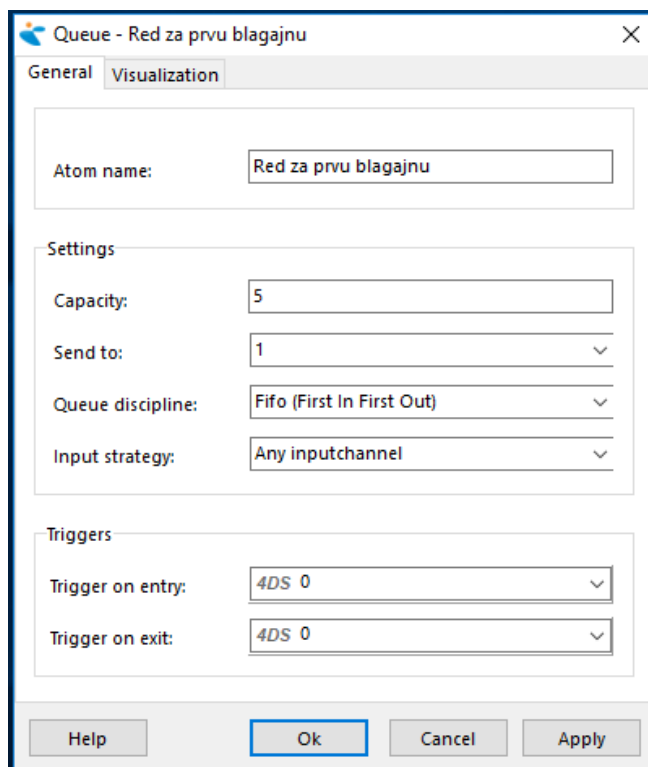 Queue - Red za prvu blagajnu
General Visualization
Atom name: Red za prvu blagajnu
Settings
Capacity: 5
Send to: 1
Queue discipline: Fifo (First In First Out)
Input strategy: Any inputchannel
Triggers
Trigger on entry: 4DS 0
Trigger on exit: 4DS 0
Help Ok Cancel Apply